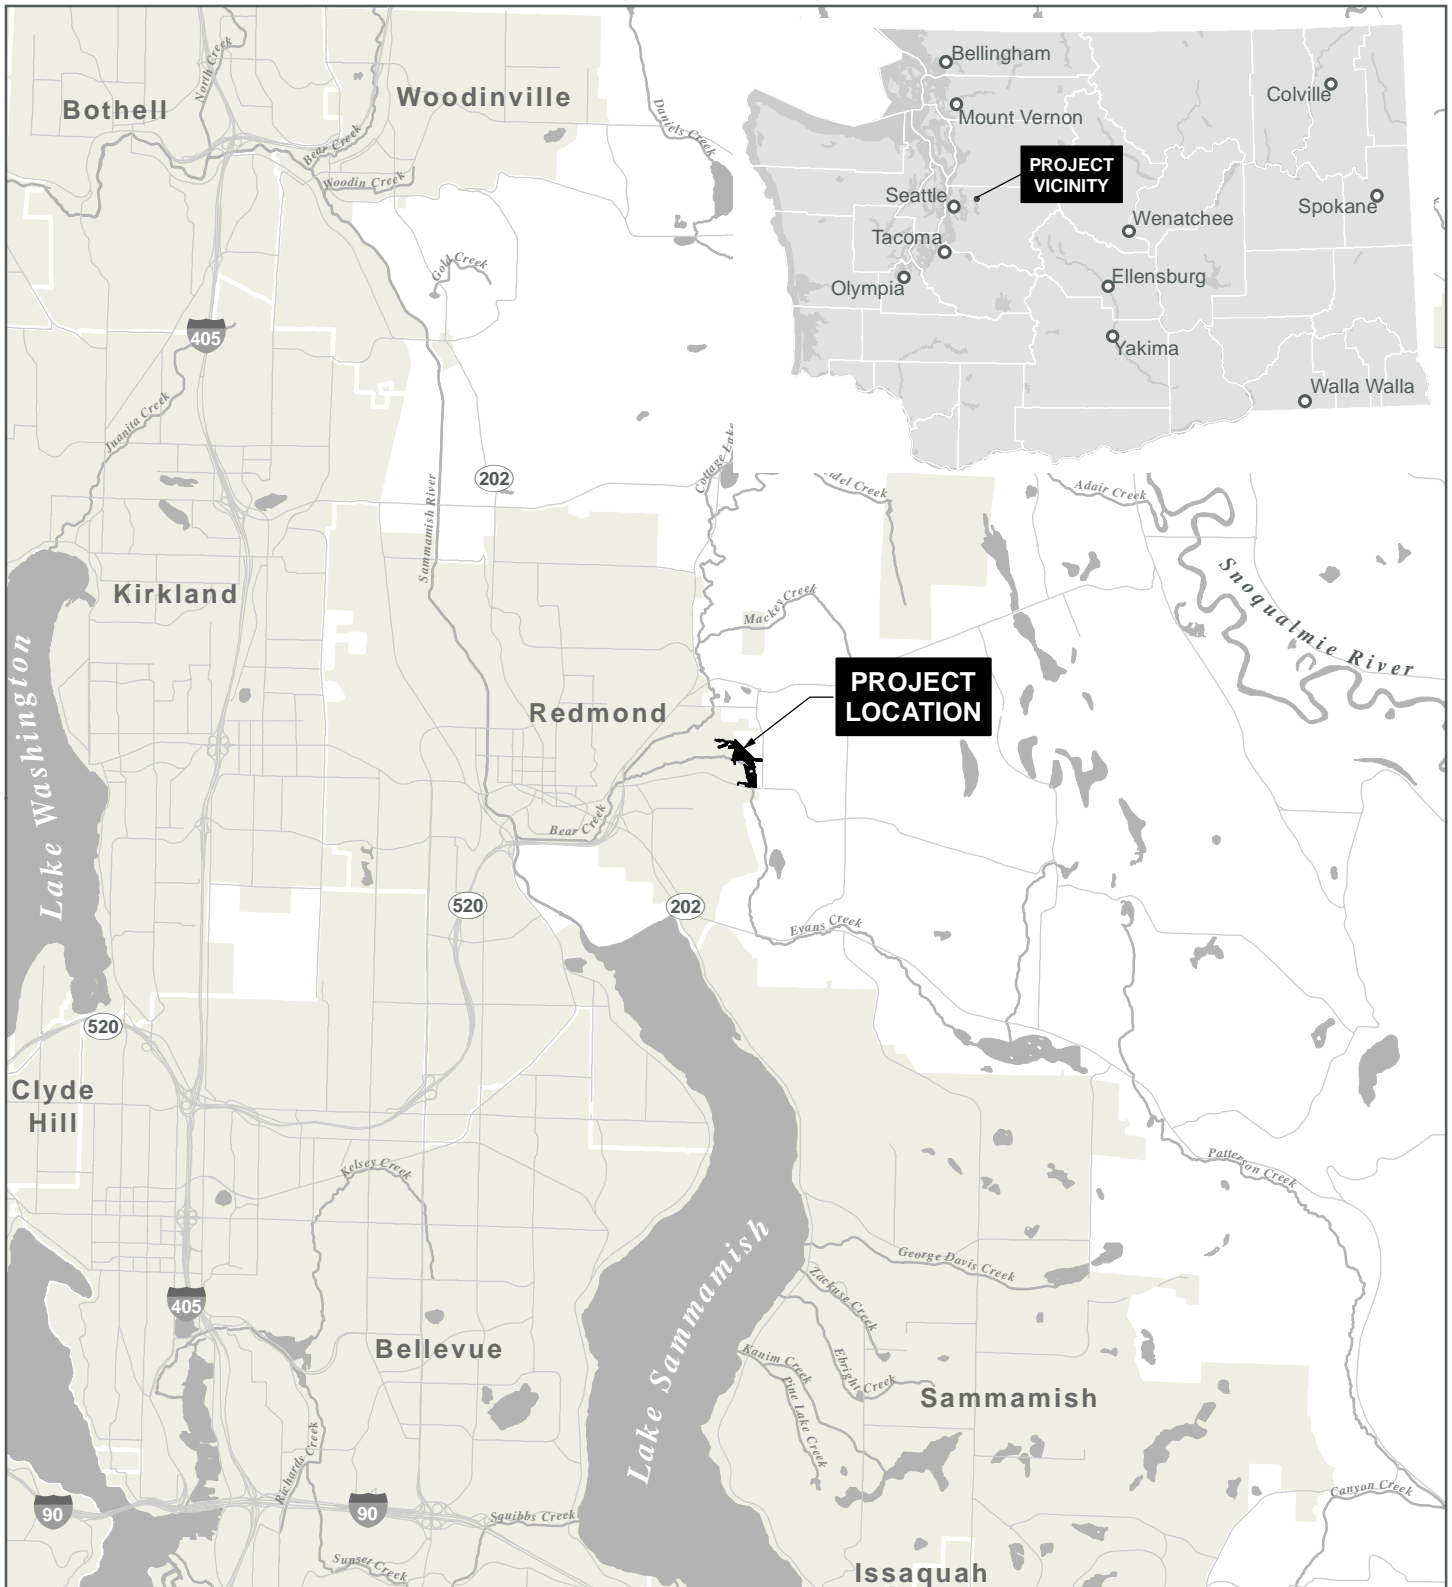 Bellingham
Colville
Mount Vernon
PROJECT
VICINITY
Seattle
Spokane
Wenatchee
Tacoma
Olympia
Ellensburg
Yakima
Walla Walla
North Creek
Bothell
Woodinville
Daniels Creek
Bear Creek
Woodin Creek
Gold Creek
405
Juanita Creek
202
Sammamish River
Cottage Lake
Creek
Adair Creek
Kirkland
Mackey Creek
Snoqualmie River
Lake Washington
PROJECT
LOCATION
Redmond
Bear Creek
520
202
Evans Creek
520
Clyde
Hill
Kelsey Creek
Patterson Creek
Lake Sammamish
George Davis Creek
Zackuse Creek
405
Bellevue
Kanim Creek
Ebright Creek
Pine Lake Creek
Sammamish
Richards Creek
90
90
Squibbs Creek
Canyon Creek
Sunset Creek
Issaquah